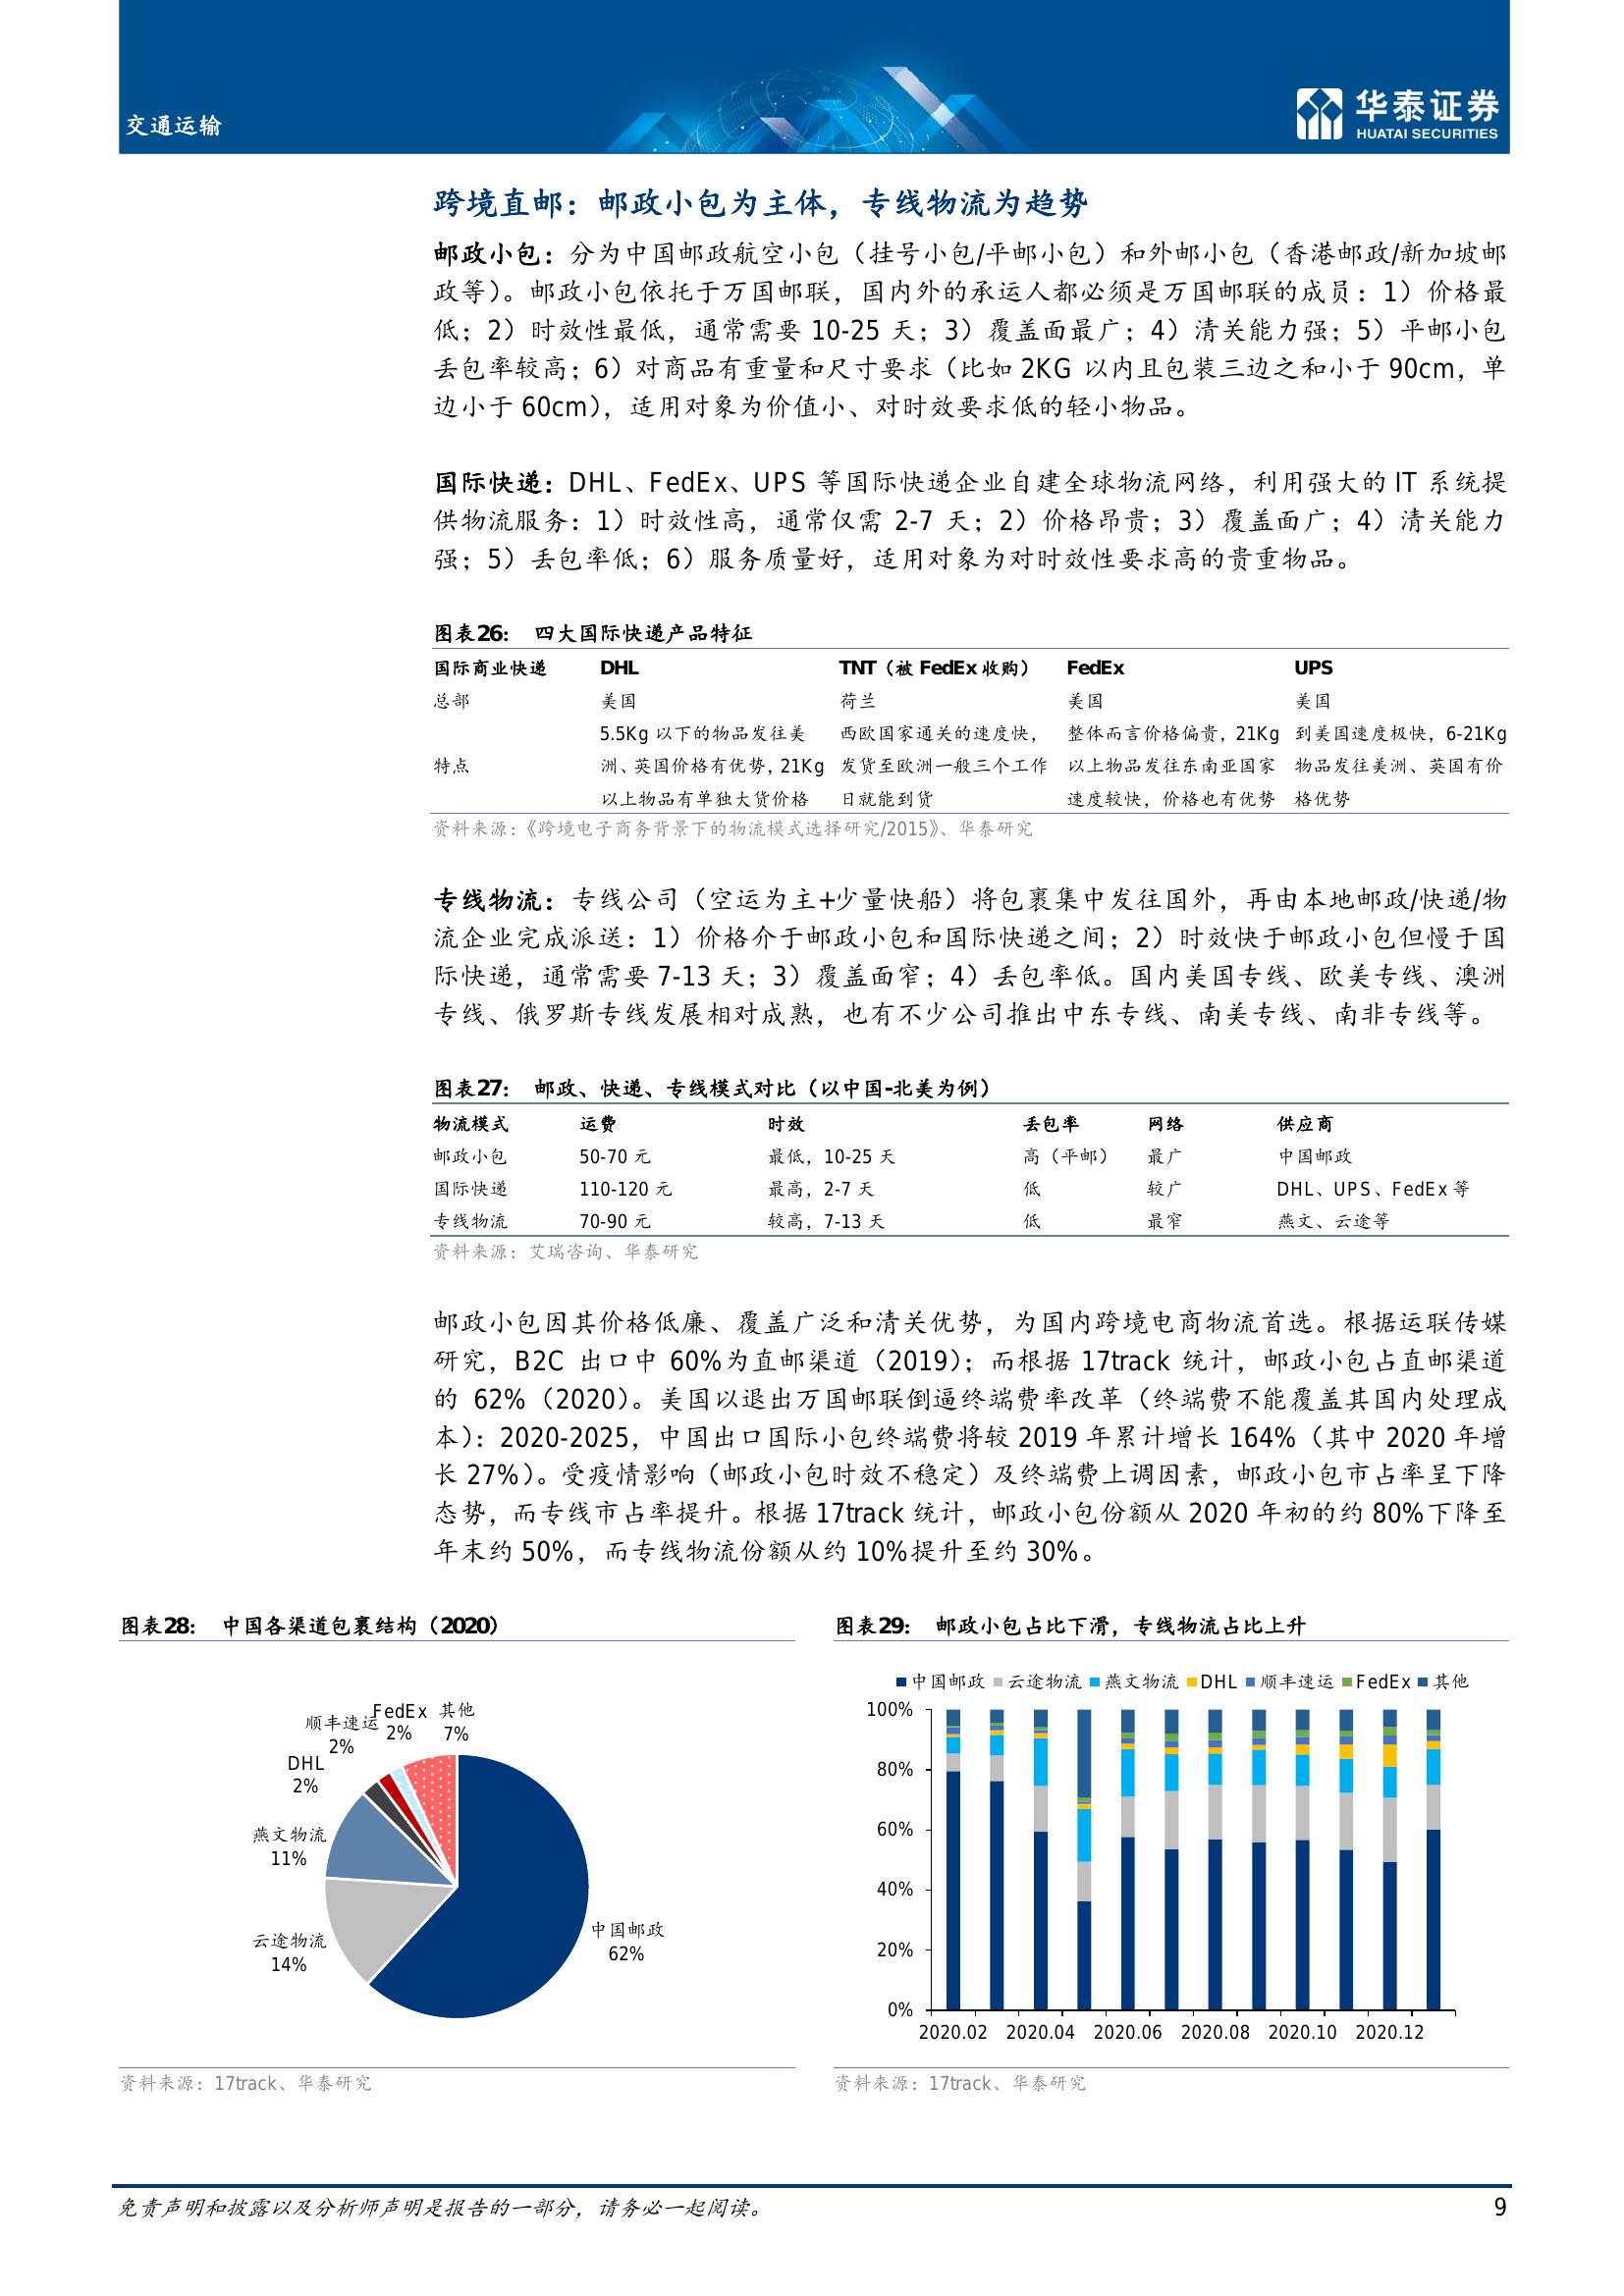 交通运输
华泰证券
HUATAI SECURITIES
跨境直邮：邮政小包为主体，专线物流为趋势
邮政小包：分为中国邮政航空小包（挂号小包/平邮小包）和外邮小包（香港邮政/新加坡邮
政等）。邮政小包依托于万国邮联，国内外的承运人都必须是万国邮联的成员：1）价格最
低；2）时效性最低，通常需要 10-25 天；3）覆盖面最广；4）清关能力强；5）平邮小包
丢包率较高；6）对商品有重量和尺寸要求（比如 2KG 以内且包装三边之和小于 90cm，单
边小于 60cm），适用对象为价值小、对时效要求低的轻小物品。
国际快递：DHL、FedEx、UPS 等国际快递企业自建全球物流网络，利用强大的 IT 系统提
供物流服务：1）时效性高，通常仅需 2-7 天；2）价格昂贵；3）覆盖面广；4）清关能力
强；5）丢包率低；6）服务质量好，适用对象为对时效性要求高的贵重物品。
图表26： 四大国际快递产品特征
国际商业快递 DHL TNT（被 FedEx 收购） FedEx UPS
总部 美国 荷兰 美国 美国
5.5Kg 以下的物品发往美 西欧国家通关的速度快， 整体而言价格偏贵，21Kg 到美国速度极快，6-21Kg
特点 洲、英国价格有优势，21Kg 发货至欧洲一般三个工作 以上物品发往东南亚国家 物品发往美洲、英国有价
以上物品有单独大货价格 日就能到货 速度较快，价格也有优势 格优势
资料来源：《跨境电子商务背景下的物流模式选择研究/2015》、华泰研究
专线物流：专线公司（空运为主+少量快船）将包裹集中发往国外，再由本地邮政/快递/物
流企业完成派送：1）价格介于邮政小包和国际快递之间；2）时效快于邮政小包但慢于国
际快递，通常需要 7-13 天；3）覆盖面窄；4）丢包率低。国内美国专线、欧美专线、澳洲
专线、俄罗斯专线发展相对成熟，也有不少公司推出中东专线、南美专线、南非专线等。
图表27： 邮政、快递、专线模式对比（以中国-北美为例）
物流模式 运费 时效 丢包率 网络 供应商
邮政小包 50-70 元 最低，10-25 天 高（平邮） 最广 中国邮政
国际快递 110-120 元 最高，2-7 天 低 较广 DHL、UPS、FedEx 等
专线物流 70-90 元 较高，7-13 天 低 最窄 燕文、云途等
资料来源：艾瑞咨询、华泰研究
邮政小包因其价格低廉、覆盖广泛和清关优势，为国内跨境电商物流首选。根据运联传媒
研究，B2C 出口中 60%为直邮渠道（2019）；而根据 17track 统计，邮政小包占直邮渠道
的 62%（2020）。美国以退出万国邮联倒逼终端费率改革（终端费不能覆盖其国内处理成
本）：2020-2025，中国出口国际小包终端费将较 2019 年累计增长 164%（其中 2020 年增
长 27%）。受疫情影响（邮政小包时效不稳定）及终端费上调因素，邮政小包市占率呈下降
态势，而专线市占率提升。根据 17track 统计，邮政小包份额从 2020 年初的约 80%下降至
年末约 50%，而专线物流份额从约 10%提升至约 30%。
图表28： 中国各渠道包裹结构（2020）
FedEx
2%
其他
7%
顺丰速运
2%
DHL
2%
燕文物流
11%
云途物流
14%
中国邮政
62%
资料来源：17track、华泰研究
图表29： 邮政小包占比下滑，专线物流占比上升
中国邮政 云途物流 燕文物流 DHL 顺丰速运 FedEx 其他
100%
80%
60%
40%
20%
0%
2020.02 2020.04 2020.06 2020.08 2020.10 2020.12
资料来源：17track、华泰研究
免责声明和披露以及分析师声明是报告的一部分，请务必一起阅读。 9